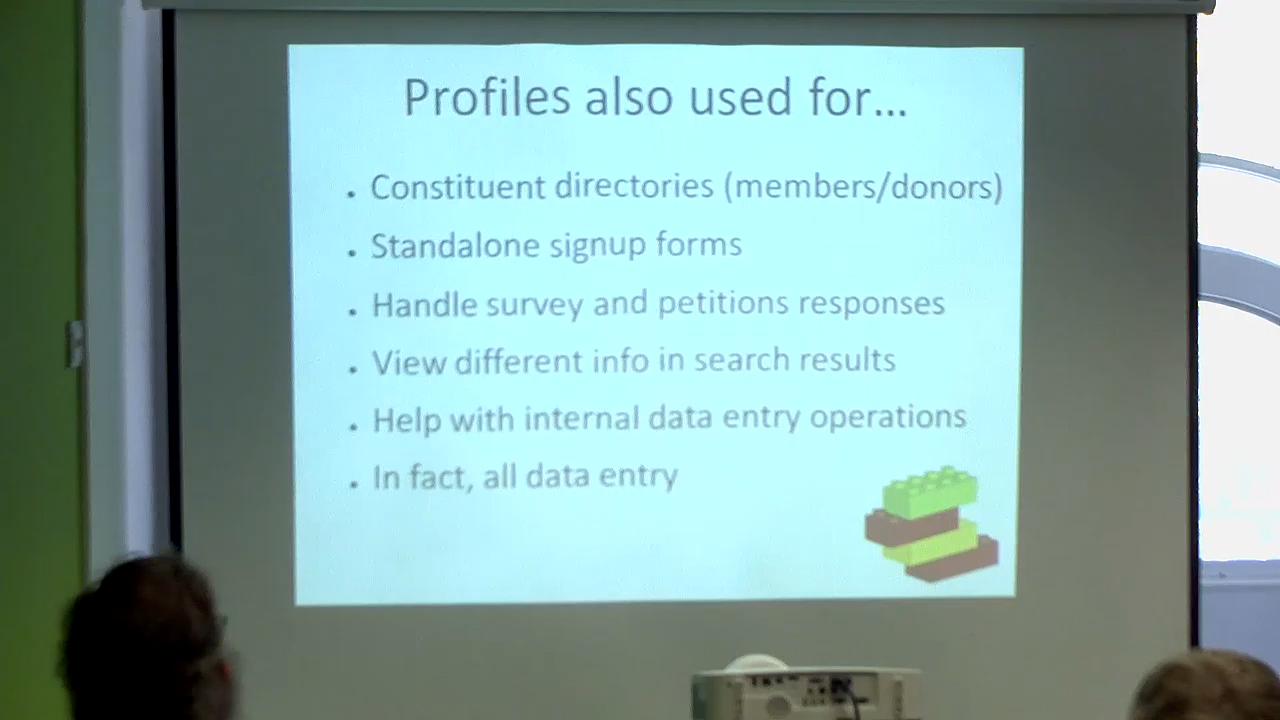 Profiles also used for...
. Constituent directories (members/donors)
. Standalone signup forms
. Handle survey and petitions responses
. View different info in search results
. Help with internal data entry operations
. In fact, all data entry